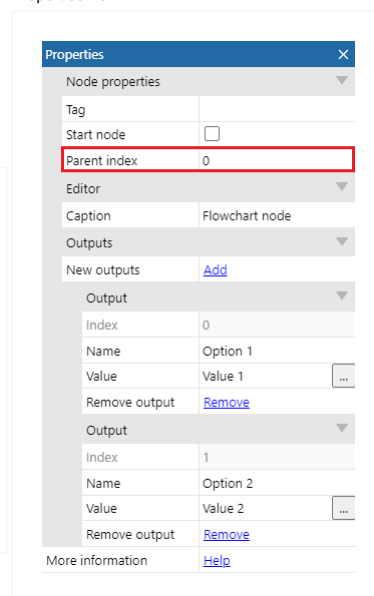 Properties
Node properties
Tag
Start node
Parent index 0
Editor
Caption Flowchart node
Outputs
New outputs Add
Output
Index 0
Name Option 1
Value Value 1 ...
Remove output Remove
Output
Index 1
Name Option 2
Value Value 2 ...
Remove output Remove
More information Help